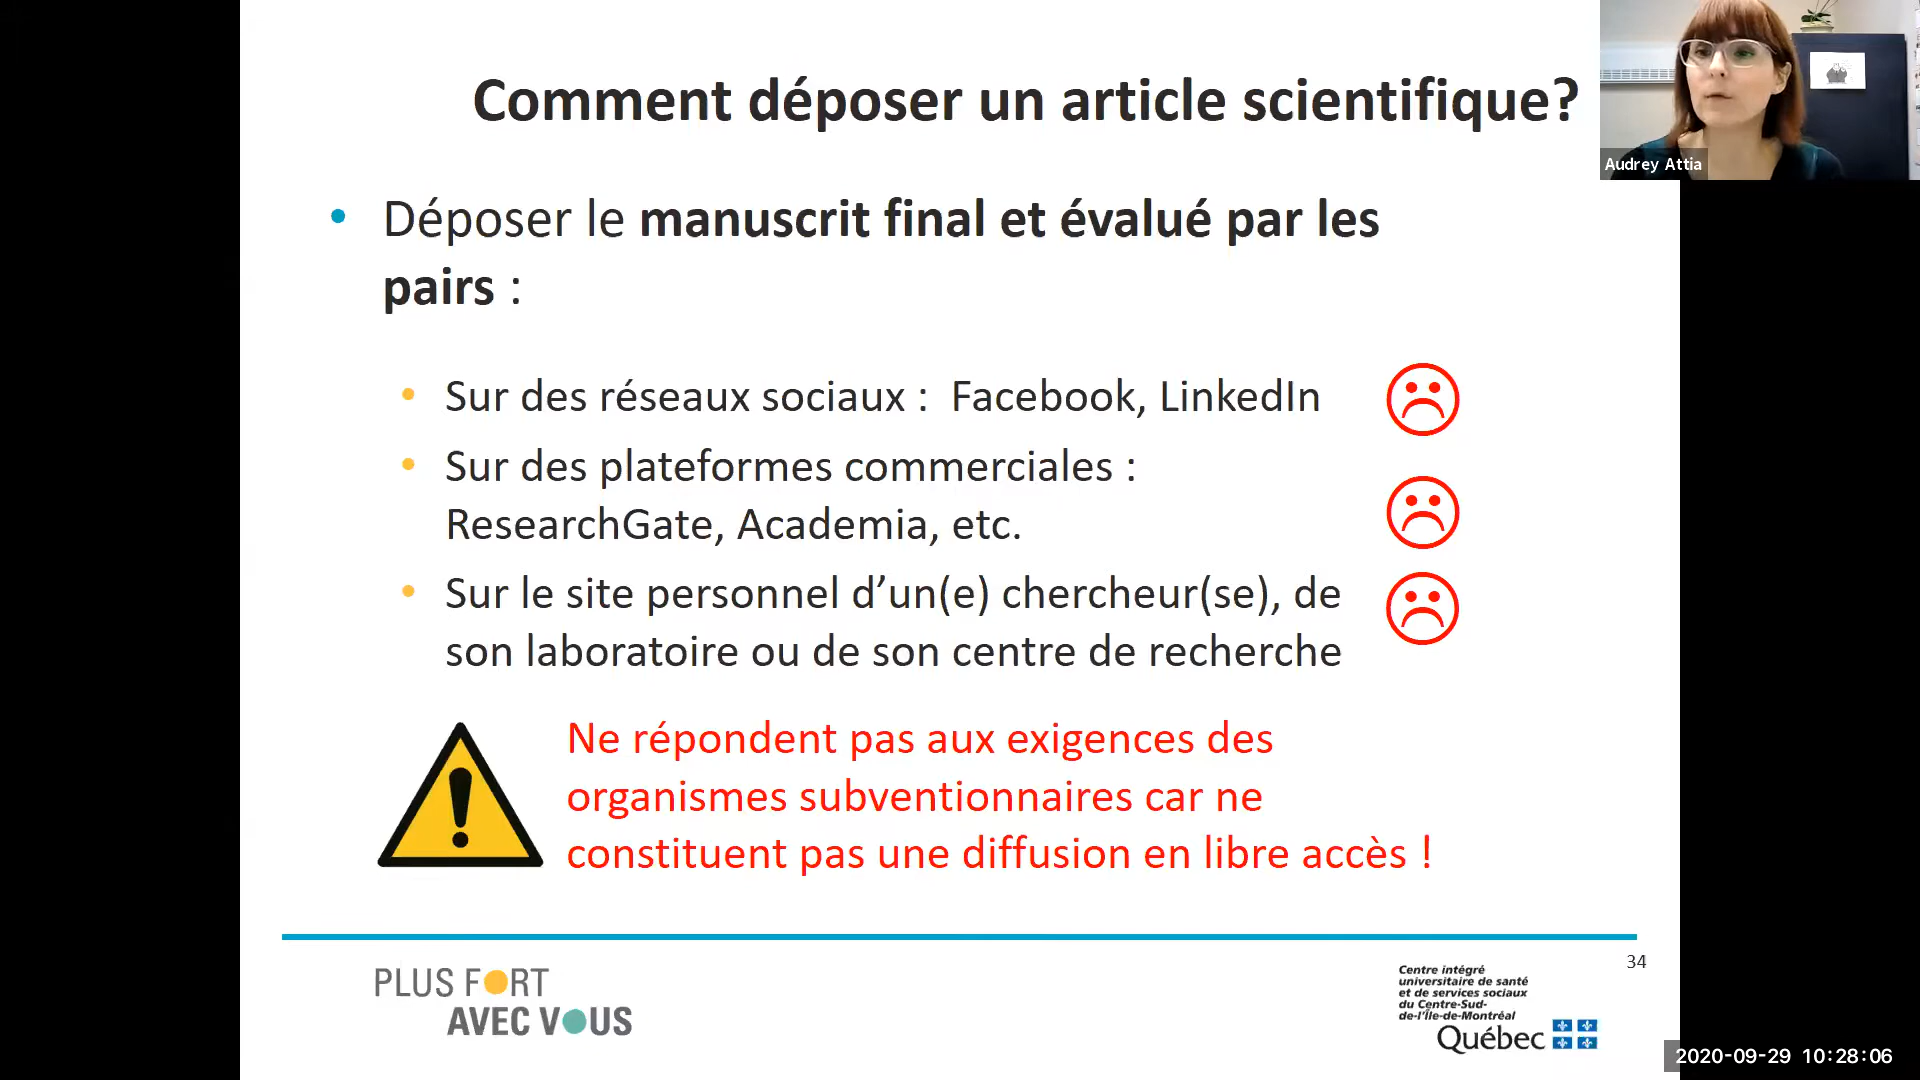 Comment déposer un article scientifique?
Audrey Attia
• Déposer le manuscrit final et évalué par les
pairs :
• Sur des réseaux sociaux : Facebook, LinkedIn
• Sur des plateformes commerciales :
ResearchGate, Academia, etc.
• Sur le site personnel d’un(e) chercheur(se), de
son laboratoire ou de son centre de recherche
Ne répondent pas aux exigences des
organismes subventionnaires car ne
constituent pas une diffusion en libre accès !
34
PLUS FORT
AVEC VOUS
Centre intégré
universitaire de santé
et de services sociaux
du Centre-Sud-
de-l’Île-de-Montréal
Québec
2020-09-29 10:28:06